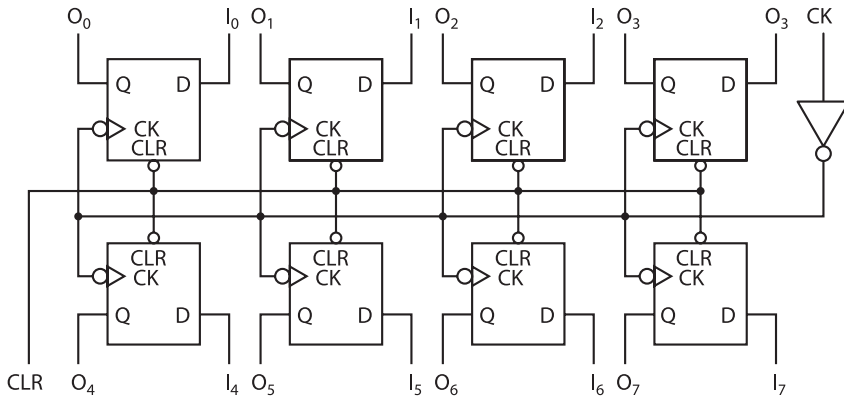 O₀ I₀ O₁ I₁ O₂ I₂ O₃ O₃ CK
Q D Q D Q D Q D
CK CK CK CK
CLR CLR CLR CLR
CLR CLR CLR CLR
CK CK CK CK
Q D Q D Q D Q D
CLR O₄ I₄ O₅ I₅ O₆ I₆ O₇ I₇